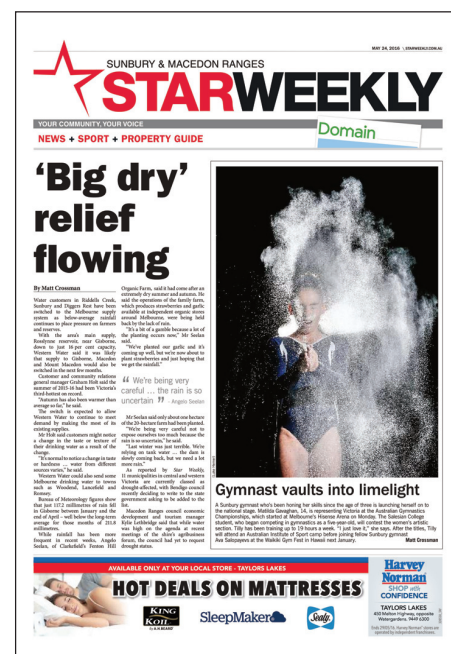 MAY 24, 2016 \ STARWEEKLY.COM.AU
SUNBURY & MACEDON RANGES
STARWEEKLY
YOUR COMMUNITY, YOUR VOICE
NEWS + SPORT + PROPERTY GUIDE
Domain
‘Big dry’
relief
flowing
By Matt Crossman
Water customers in Riddells Creek,
Sunbury and Diggers Rest have been
switched to the Melbourne supply
system as below-average rainfall
continues to place pressure on farmers
and reserves.
With the area's main supply,
Rosslynne reservoir, near Gisborne,
down to just 16-per cent capacity,
Western Water said it was likely
that supply to Gisborne, Macedon
and Mount Macedon would also be
switched in the next few months.
Customer and community relations
general manager Graham Holt said the
summer of 2015-16 had been Victoria's
third-hottest on record.
"Autumn has also been warmer than
average so far," he said.
The switch is expected to allow
Western Water to continue to meet
demand by making the most of its
existing supplies.
Mr Holt said customers might notice
a change in the taste or texture of
their drinking water as a result of the
change.
"It's normal to notice a change in taste
or hardness ... water from different
sources varies," he said.
Western Water could also send some
Melbourne drinking water to towns
such as Woodend, Lancefield and
Romsey.
Bureau of Meteorology figures show
that just 137.2 millimetres of rain fell
in Gisborne between January and the
end of April – well below the long-term
average for those months of 211.8
millimetres.
While rainfall has been more
frequent in recent weeks, Angela
Seelan, of Clarkefield's Fenton Hill
Organic Farm, said it had come after an
extremely dry summer and autumn. He
said the operations of the family farm,
which produces strawberries and garlic
available at independent organic stores
around Melbourne, were being held
back by the lack of rain.
"It's a bit of a gamble because a lot of
the planting occurs now," Mr Seelan
said.
"We've planted our garlic and it's
coming up well, but we're now about to
plant strawberries and just hoping that
we get the rainfall."
“ We're being very
careful ... the rain is so
uncertain ” - Angelo Seelan
Mr Seelan said only about one hectare
of the 20-hectare farm had been planted.
"We're being very careful not to
expose ourselves too much because the
rain is so uncertain," he said.
"Last winter was just terrible. We're
relying on tank water ... the dam is
slowly coming back, but we need a lot
more rain."
As reported by Star Weekly,
11 municipalities in central and western
Victoria are currently classed as
drought-affected, with Bendigo council
recently deciding to write to the state
government asking to be added to the
list.
Macedon Ranges council economic
development and tourism manager
Kylie Lethbridge said that while water
was high on the agenda at recent
meetings of the shire's agribusiness
forum, the council had yet to request
drought status.
Gymnast vaults into limelight
A Sunbury gymnast who's been honing her skills since the age of three is launching herself on to
the national stage. Matilda Gavaghan, 14, is representing Victoria at the Australian Gymnastics
Championships, which started at Melbourne's Hisense Arena on Monday. The Salesian College
student, who began competing in gymnastics as a five-year-old, will contest the women's artistic
section. Tilly has been training up to 19 hours a week. "I just love it," she says. After the titles, Tilly
will attend an Australian Institute of Sport camp before joining fellow Sunbury gymnast
Ava Salopayevs at the Waikiki Gym Fest in Hawaii next January.
Matt Crossman
AVAILABLE ONLY AT YOUR LOCAL STORE - TAYLORS LAKES
HOT DEALS ON MATTRESSES
KING
KOIL
By A.H BEARD
SleepMaker
Sealy
Harvey
Norman
SHOP with
CONFIDENCE
TAYLORS LAKES
450 Melton Highway, opposite
Watergardens, 9449 6300
Ends 29/05/16. Harvey Norman® stores are
operated by independent franchisees.